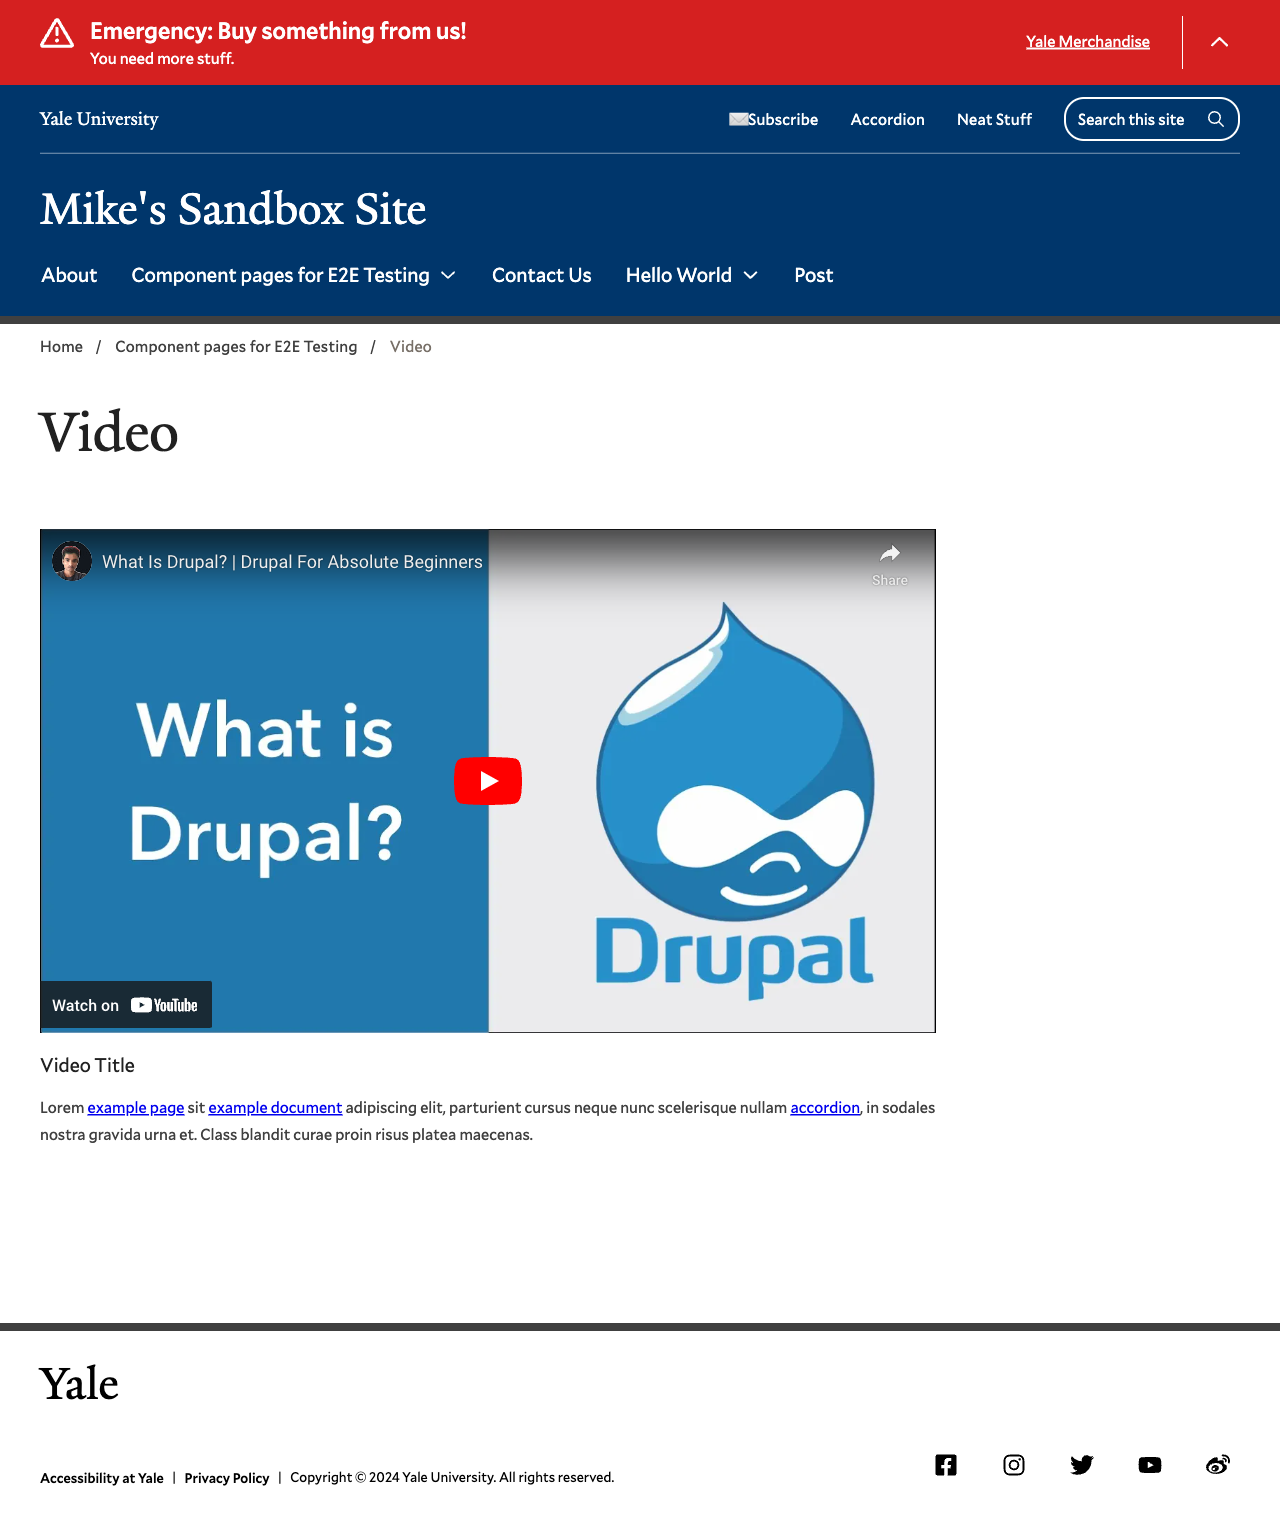 Emergency: Buy something from us!
You need more stuff.
Yale Merchandise
Yale University
Subscribe
Accordion
Neat Stuff
Search this site
Mike's Sandbox Site
About
Component pages for E2E Testing
Contact Us
Hello World
Post
Home / Component pages for E2E Testing / Video
Video
What Is Drupal? | Drupal For Absolute Beginners
Share
What is
Drupal?
Drupal
Watch on YouTube
Video Title
Lorem example page sit example document adipiscing elit, parturient cursus neque nunc scelerisque nullam accordion, in sodales
nostra gravida urna et. Class blandit curae proin risus platea maecenas.
Yale
Accessibility at Yale | Privacy Policy | Copyright © 2024 Yale University. All rights reserved.